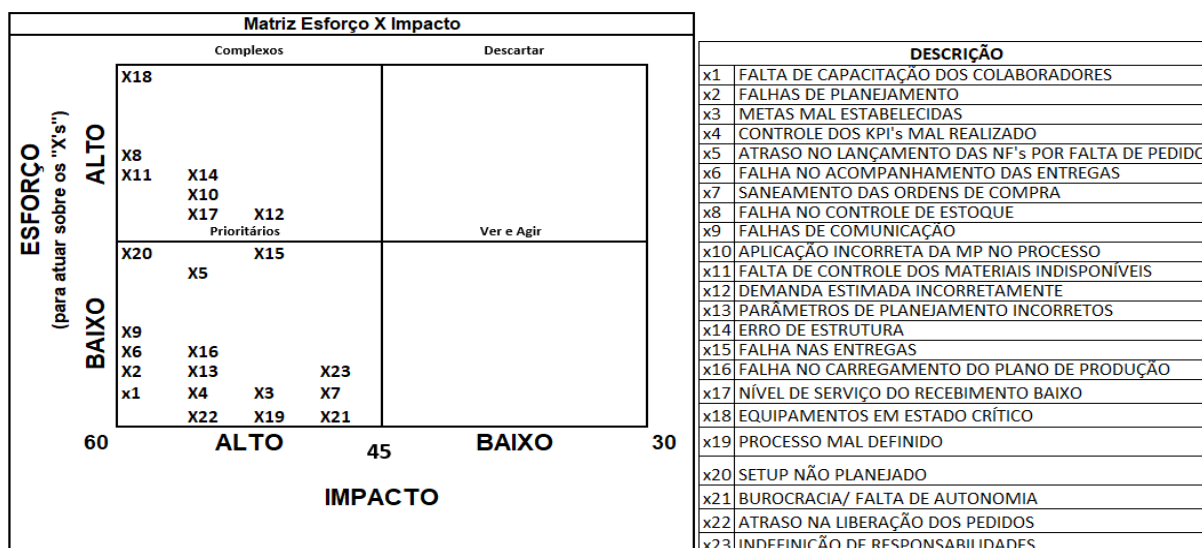 Matriz Esforço X Impacto
Complexos
Descartar
X18
X8
X11 X14
X10
X17 X12
Prioritários
Ver e Agir
X20 X15
X5
X9
X6 X16
X2 X13 X23
x1 X4 X3 X7
X22 X19 X21
ESFORÇO
(para atuar sobre os "X's")
ALTO
BAIXO
60 ALTO 45 BAIXO 30
IMPACTO
DESCRIÇÃO
x1 FALTA DE CAPACITAÇÃO DOS COLABORADORES
x2 FALHAS DE PLANEJAMENTO
x3 METAS MAL ESTABELECIDAS
x4 CONTROLE DOS KPI's MAL REALIZADO
x5 ATRASO NO LANÇAMENTO DAS NF's POR FALTA DE PEDIDO
x6 FALHA NO ACOMPANHAMENTO DAS ENTREGAS
x7 SANEAMENTO DAS ORDENS DE COMPRA
x8 FALHA NO CONTROLE DE ESTOQUE
x9 FALHAS DE COMUNICAÇÃO
x10 APLICAÇÃO INCORRETA DA MP NO PROCESSO
x11 FALTA DE CONTROLE DOS MATERIAIS INDISPONÍVEIS
x12 DEMANDA ESTIMADA INCORRETAMENTE
x13 PARÂMETROS DE PLANEJAMENTO INCORRETOS
x14 ERRO DE ESTRUTURA
x15 FALHA NAS ENTREGAS
x16 FALHA NO CARREGAMENTO DO PLANO DE PRODUÇÃO
x17 NÍVEL DE SERVIÇO DO RECEBIMENTO BAIXO
x18 EQUIPAMENTOS EM ESTADO CRÍTICO
x19 PROCESSO MAL DEFINIDO
x20 SETUP NÃO PLANEJADO
x21 BUROCRACIA/ FALTA DE AUTONOMIA
x22 ATRASO NA LIBERAÇÃO DOS PEDIDOS
x23 INDEFINIÇÃO DE RESPONSABILIDADES